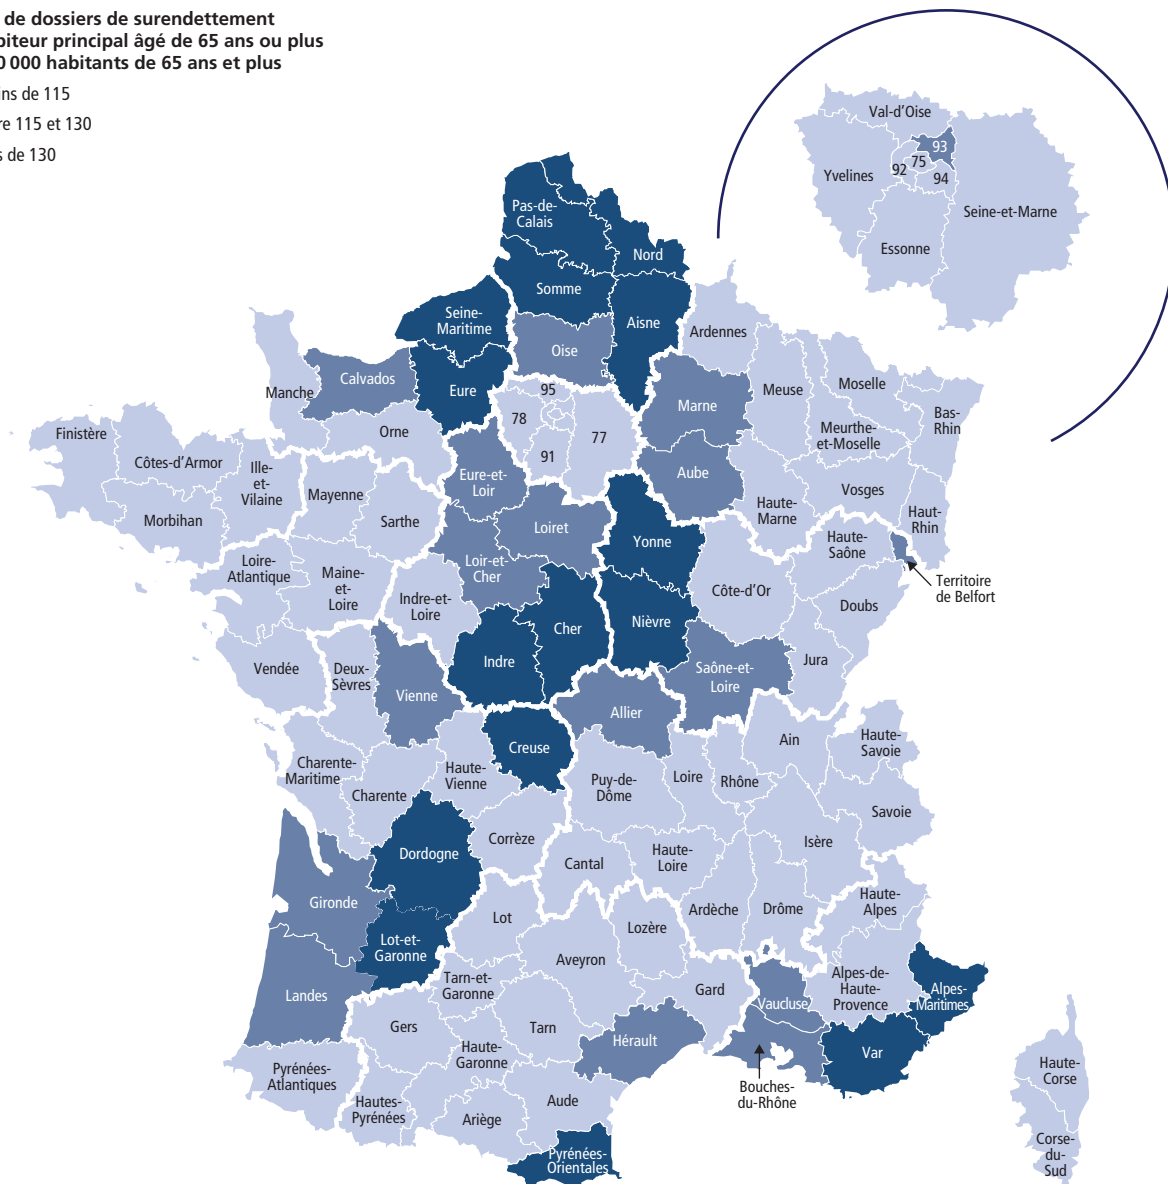 de dossiers de surendettement
principal âgé de 65 ans ou plus
000 habitants de 65 ans et plus
de 115
115 et 130
de 130
Val-d'Oise
93
75
92
94
Yvelines
Seine-et-Marne
Essonne
Pas-de-
Calais
Nord
Somme
Seine-
Maritime
Aisne
Ardennes
Oise
Calvados
Eure
Manche
95
Meuse
Moselle
Marne
78
Bas-
Rhin
Finistère
Orne
77
Meurthe-
et-Moselle
91
Côtes-d'Armor
Ille-
et-
Vilaine
Eure-et-
Loir
Aube
Mayenne
Vosges
Haute-
Marne
Haut-
Rhin
Morbihan
Sarthe
Loiret
Yonne
Haute-
Saône
Loire-
Atlantique
Loir-et-
Cher
Maine-
et-
Loire
Territoire
de Belfort
Côte-d'Or
Indre-et-
Loire
Doubs
Cher
Nièvre
Vendée
Deux-
Sèvres
Indre
Saône-et-
Loire
Jura
Vienne
Allier
Creuse
Ain
Haute-
Savoie
Charente-
Maritime
Haute-
Vienne
Puy-de-
Dôme
Loire
Rhône
Charente
Savoie
Corrèze
Isère
Dordogne
Cantal
Haute-
Loire
Gironde
Lot
Ardèche
Drôme
Haute-
Alpes
Lozère
Lot-et-
Garonne
Aveyron
Tarn-et-
Garonne
Gard
Alpes-de-
Haute-
Provence
Alpes-
Maritimes
Landes
Vaucluse
Gers
Tarn
Hérault
Var
Haute-
Garonne
Pyrénées-
Atlantiques
Bouches-
du-Rhône
Haute-
Corse
Hautes-
Pyrénées
Aude
Ariège
Corse-
du-
Sud
Pyrénées-
Orientales